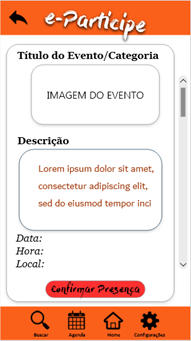 e-Participe
Título do Evento/Categoria
IMAGEM DO EVENTO
Descrição
Lorem ipsum dolor sit amet,
consectetur adipiscing elit,
sed do eiusmod tempor inci
Data:
Hora:
Local:
Confirmar Presença
Buscar Agenda Home Configurações